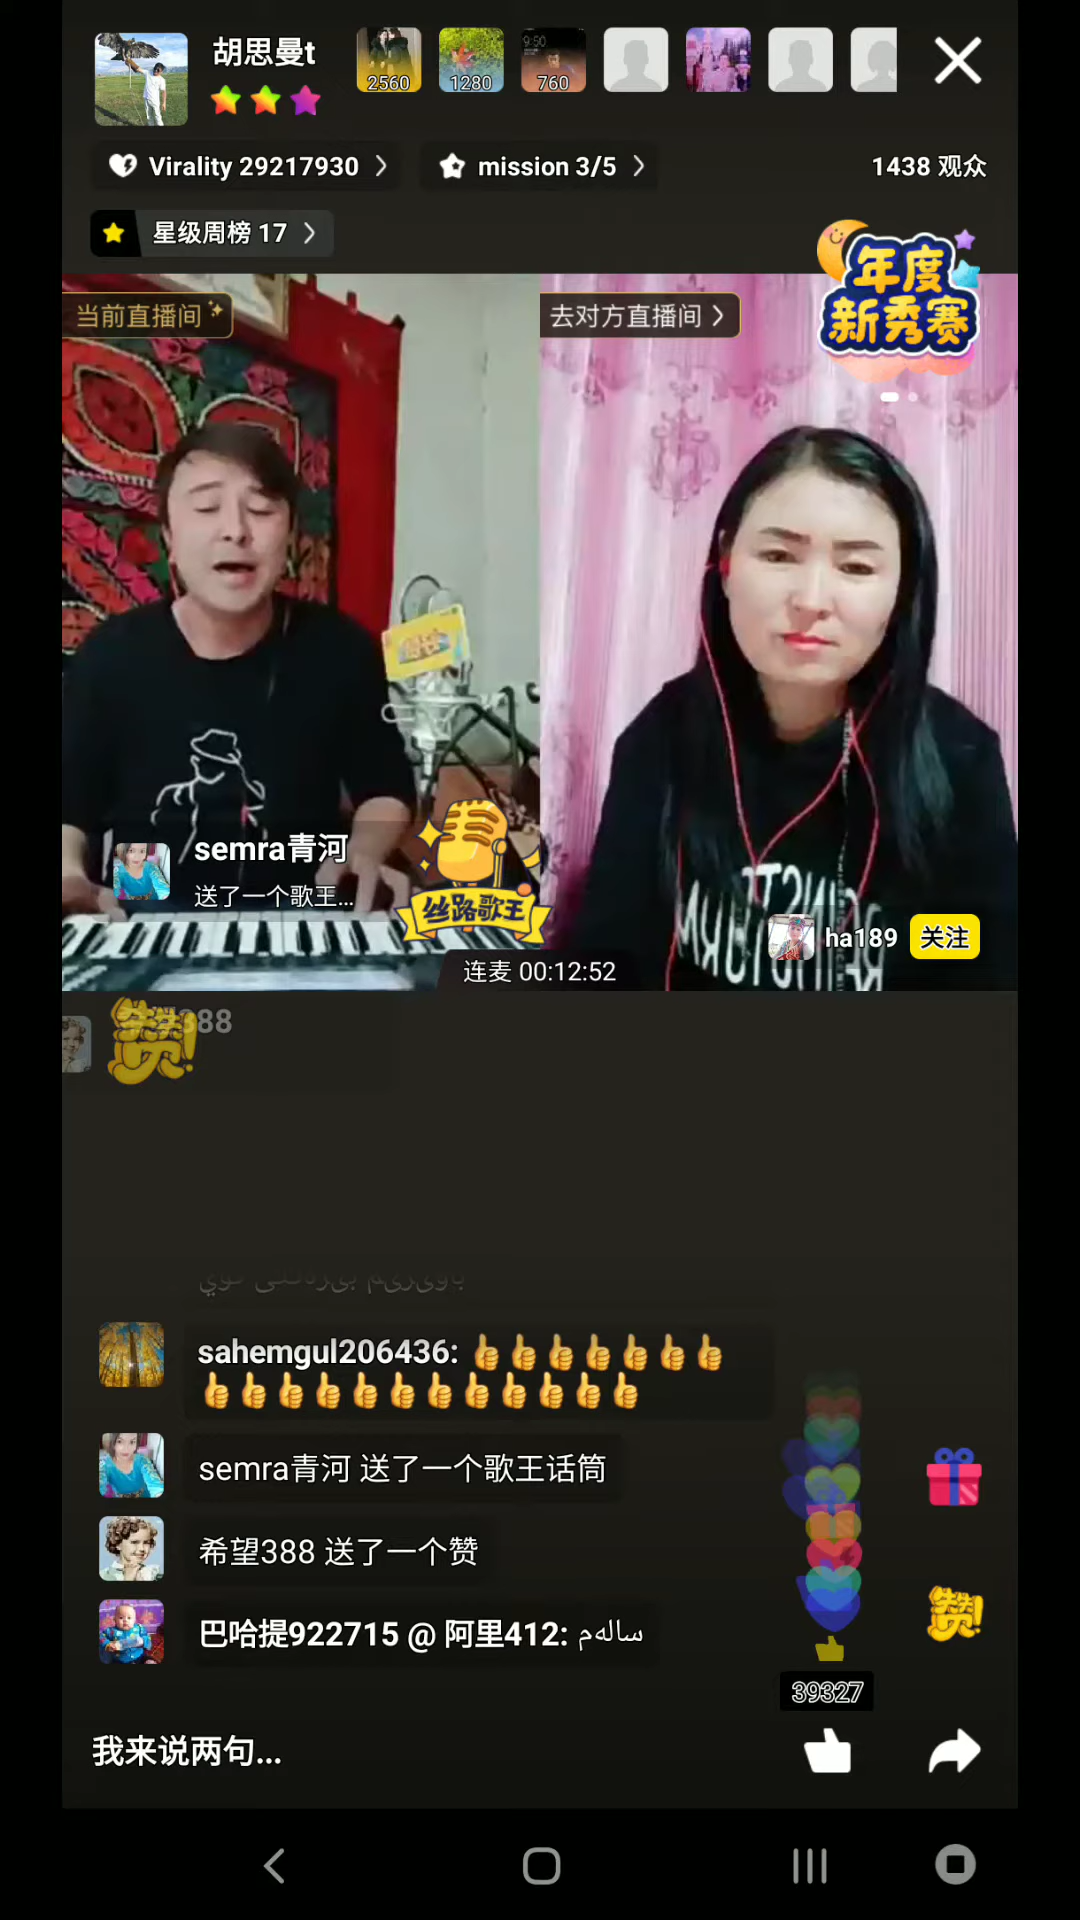 胡思曼t
2560
1280
9:50
760
Virality 29217930
mission 3/5
1438 观众
星级周榜 17
年度
新秀赛
当前直播间
去对方直播间
semra青河
送了一个歌王...
丝路歌王
ha189
关注
连麦 00:12:52
赞!
388
sahemgul206436: 👍👍👍👍👍👍👍
👍👍👍👍👍👍👍👍👍👍👍👍
semra青河 送了一个歌王话筒
希望388 送了一个赞
巴哈提922715 @ 阿里412: سالەم
赞!
39327
我来说两句...